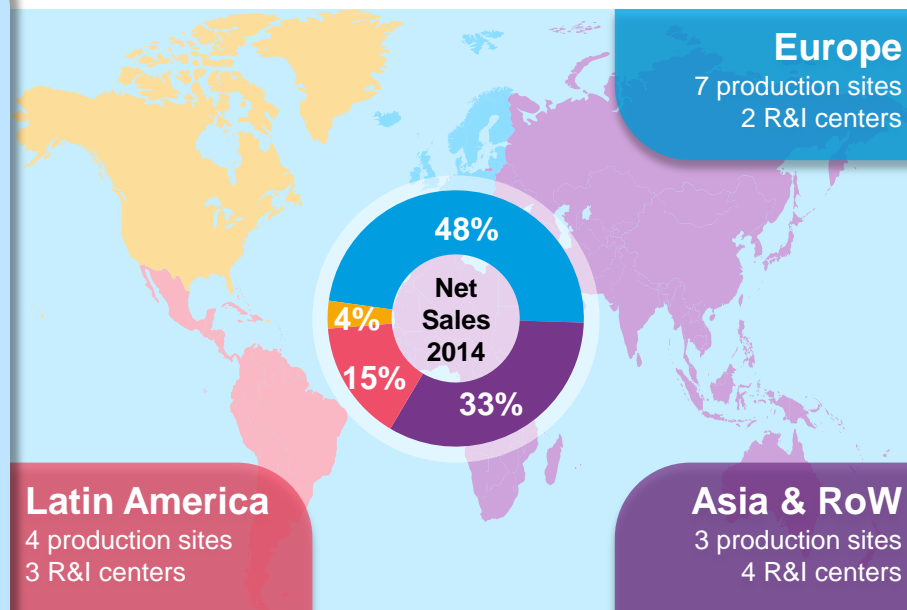 Europe
7 production sites
2 R&I centers
48%
Net
Sales
2014
4%
15%
33%
Latin America
4 production sites
3 R&I centers
Asia & RoW
3 production sites
4 R&I centers